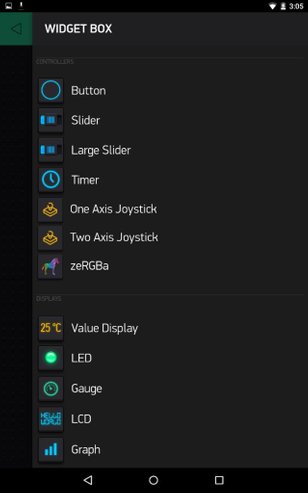 3:05
WIDGET BOX
CONTROLLERS
Button
Slider
Large Slider
Timer
One Axis Joystick
Two Axis Joystick
zeRGBa
DISPLAYS
25 °C Value Display
LED
Gauge
HELLO WORLD LCD
Graph